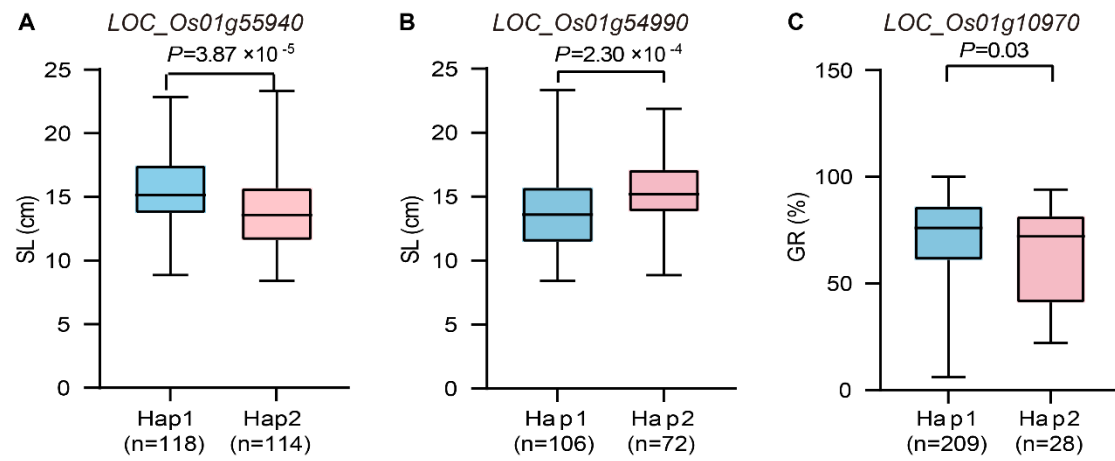 A LOC_Os01g55940
P=3.87 ×10 -5
25
20
15
10
5
0
SL (cm)
Hap1 Hap2
(n=118) (n=114)
B LOC_Os01g54990
P=2.30 ×10 -4
25
20
15
10
5
0
SL (cm)
Hap1 Hap2
(n=106) (n=72)
C LOC_Os01g10970
P=0.03
150
100
50
0
GR (%)
Hap1 Hap2
(n=209) (n=28)